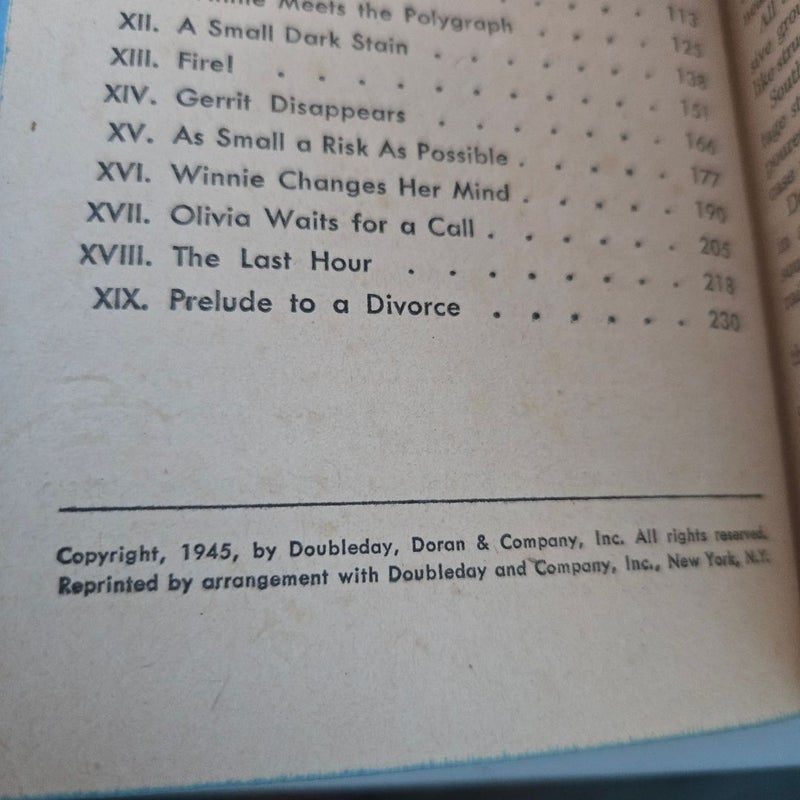 113
Meets the Polygraph . . . . 125
XII. A Small Dark Stain . . . . . . . 138
XIII. Fire! . . . . . . . . . . 151
XIV. Gerrit Disappears . . . . . . . 166
XV. As Small a Risk As Possible . . . . . 177
XVI. Winnie Changes Her Mind . . . . . 190
XVII. Olivia Waits for a Call . . . . . . 205
XVIII. The Last Hour . . . . . . . . 218
XIX. Prelude to a Divorce . . . . . . 230
Copyright, 1945, by Doubleday, Doran & Company, Inc. All rights reserved.
Reprinted by arrangement with Doubleday and Company, Inc., New York, N.Y.